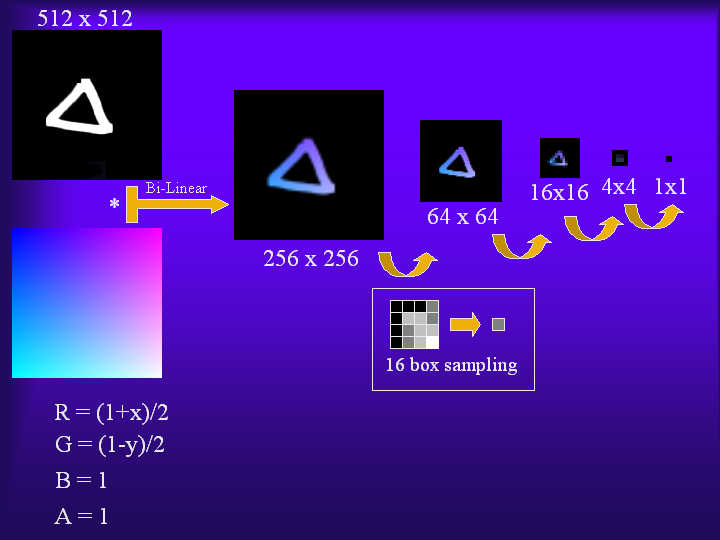 512 x 512
Bi-Linear
*
256 x 256
64 x 64
16x16
4x4
1x1
16 box sampling
R = (1+x)/2
G = (1-y)/2
B = 1
A = 1